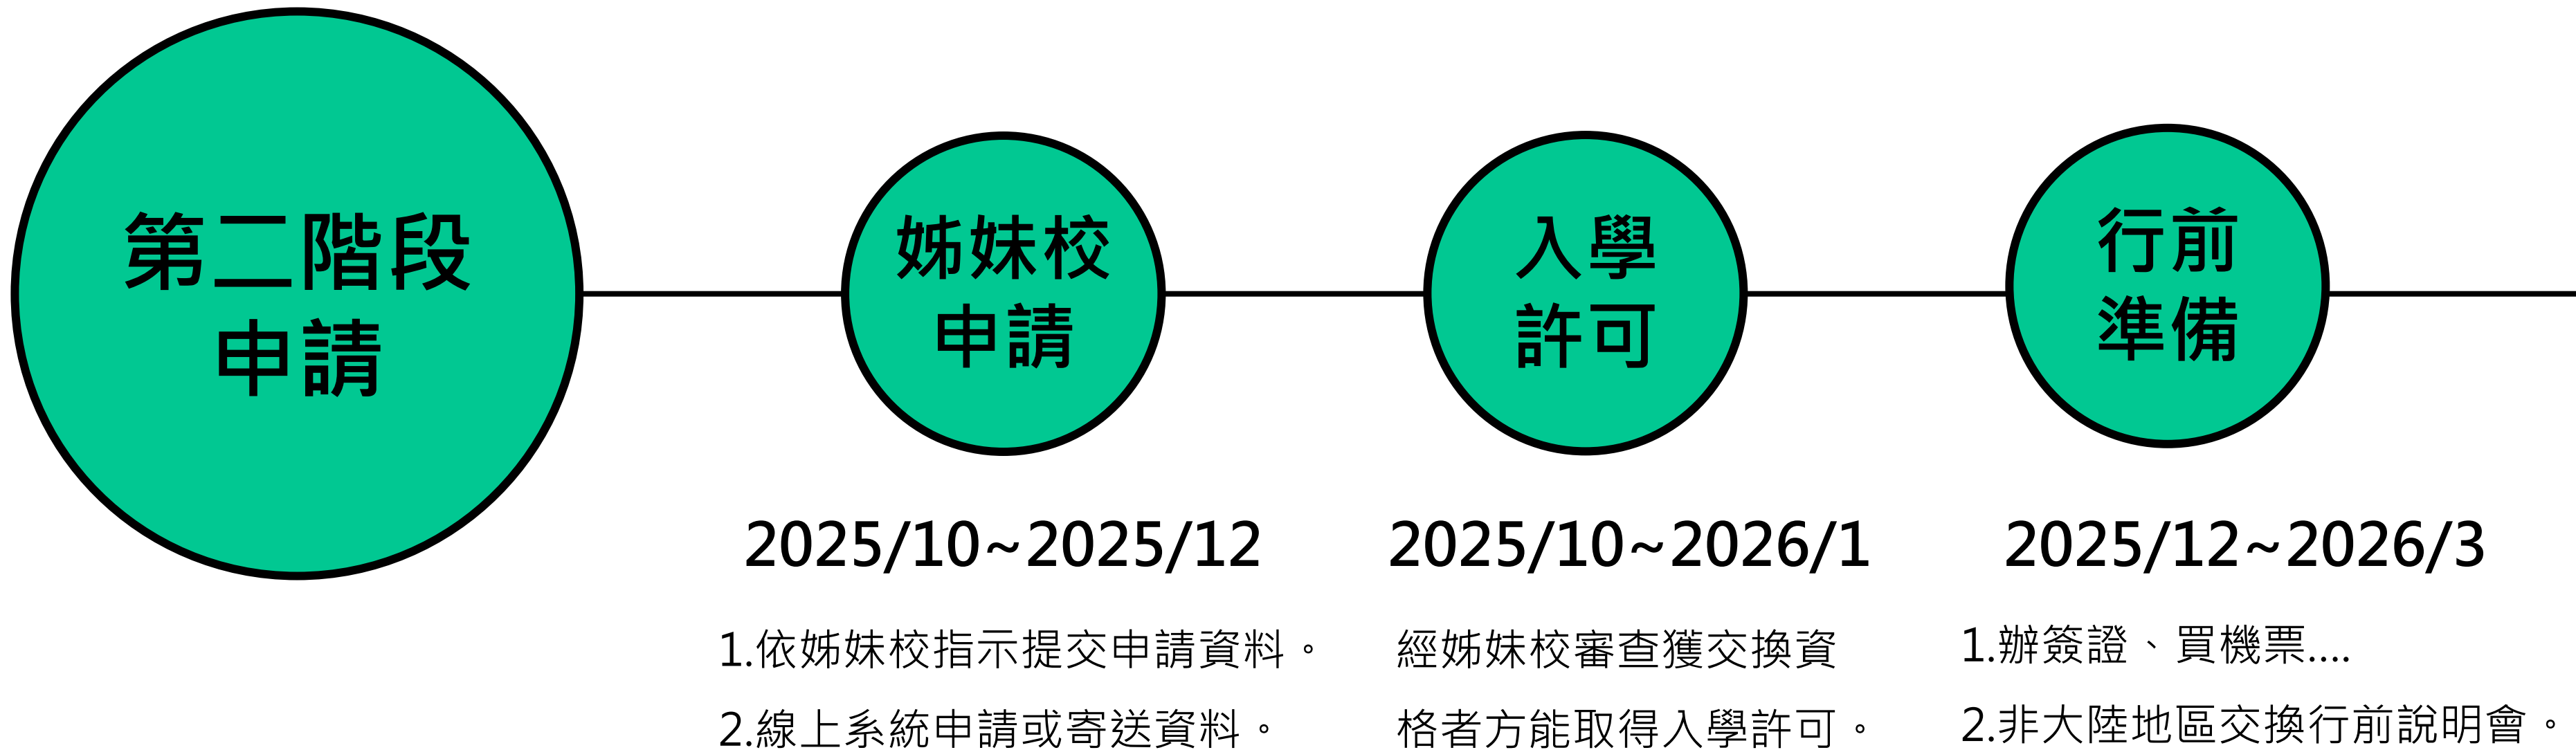 第二階段
申請
姊妹校
申請
入學
許可
行前
準備
2025/10~2025/12
2025/10~2026/1
2025/12~2026/3
1.依姊妹校指示提交申請資料。
2.線上系統申請或寄送資料。
經姊妹校審查獲交換資
格者方能取得入學許可。
1.辦簽證、買機票....
2.非大陸地區交換行前說明會。